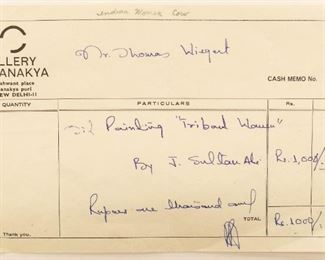 Indian Women Cow
LLERY
ANAKYA
shwant place
anakya puri
EW DELHI-11
Mr. Thomas Wiegert
CASH MEMO No.
QUANTITY
PARTICULARS
Rs.
Oil Painting "Tribal Women"
By J. Sultan Ali
Rs. 1,000/
Rupees one thousand only
TOTAL
Rs. 1000/
Thank you.